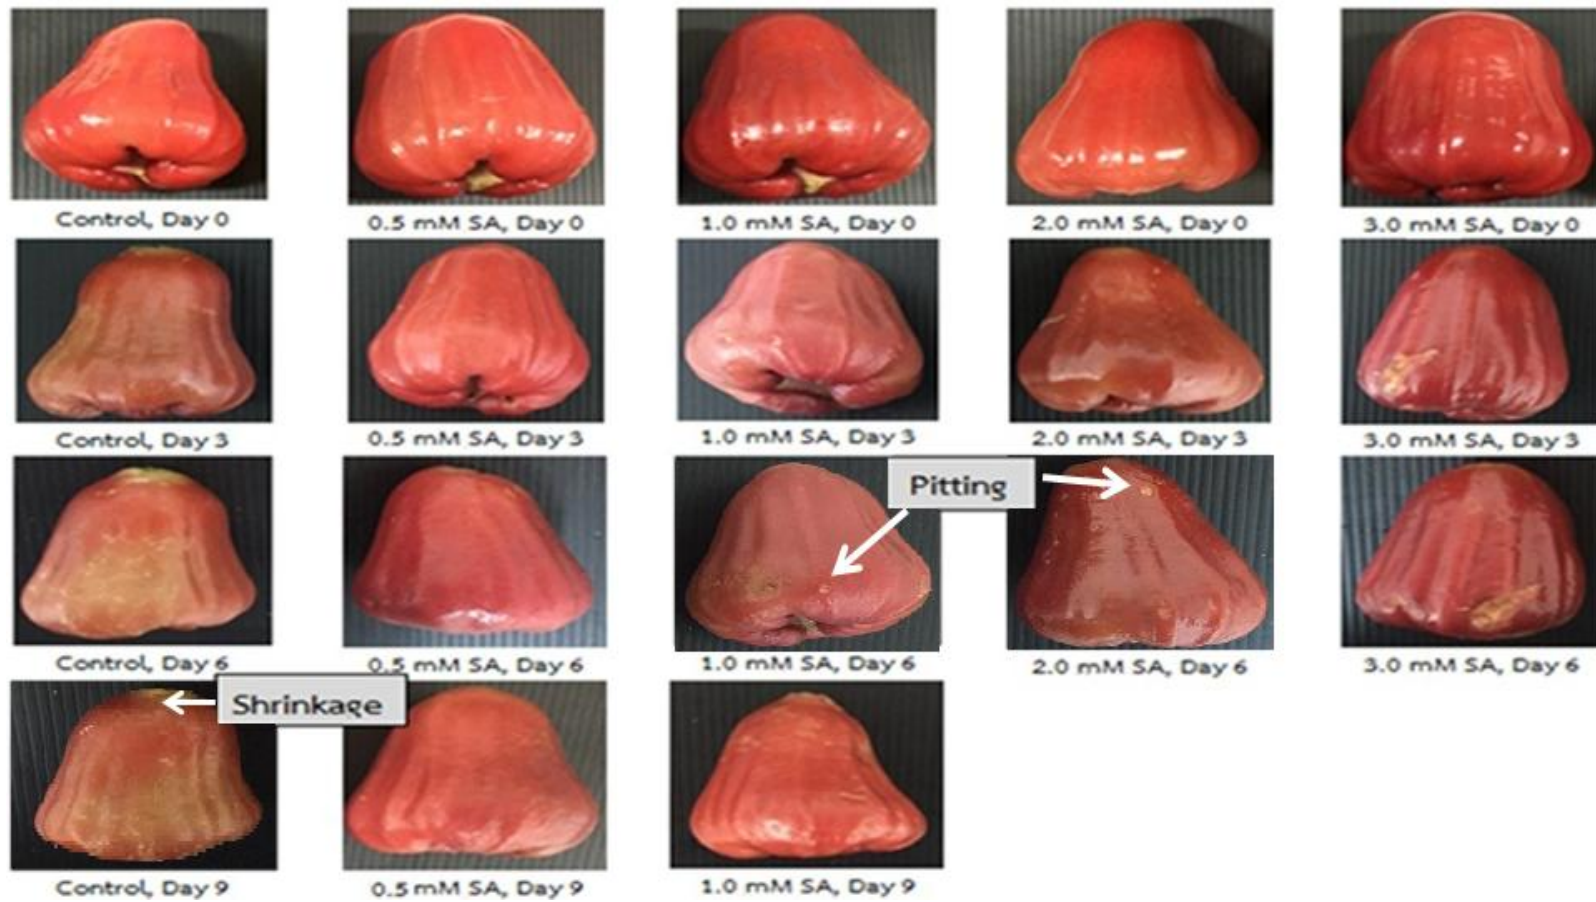 Control, Day 0
0.5 mM SA, Day 0
1.0 mM SA, Day 0
2.0 mM SA, Day 0
3.0 mM SA, Day 0
Control, Day 3
0.5 mM SA, Day 3
1.0 mM SA, Day 3
2.0 mM SA, Day 3
3.0 mM SA, Day 3
Pitting
Control, Day 6
0.5 mM SA, Day 6
1.0 mM SA, Day 6
2.0 mM SA, Day 6
3.0 mM SA, Day 6
Shrinkage
Control, Day 9
0.5 mM SA, Day 9
1.0 mM SA, Day 9